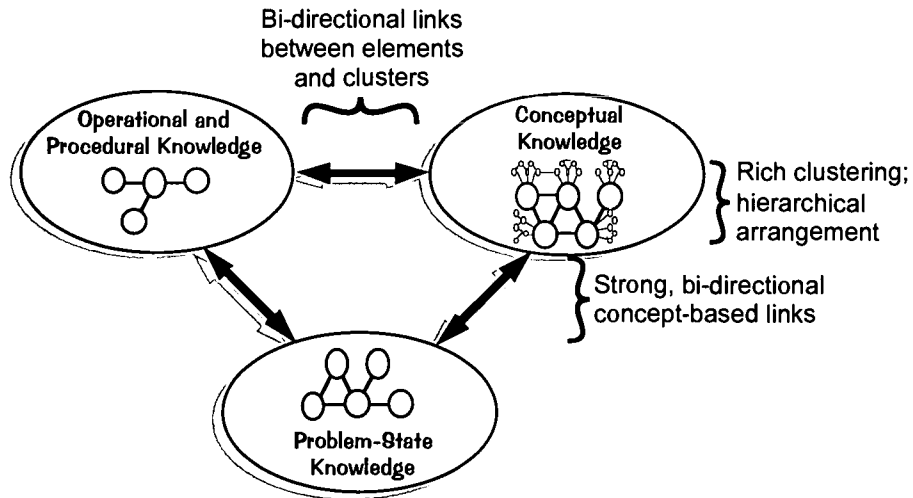 Bi-directional links
between elements
and clusters
Operational and
Procedural Knowledge
Conceptual
Knowledge
Rich clustering;
hierarchical
arrangement
Strong, bi-directional
concept-based links
Problem-State
Knowledge